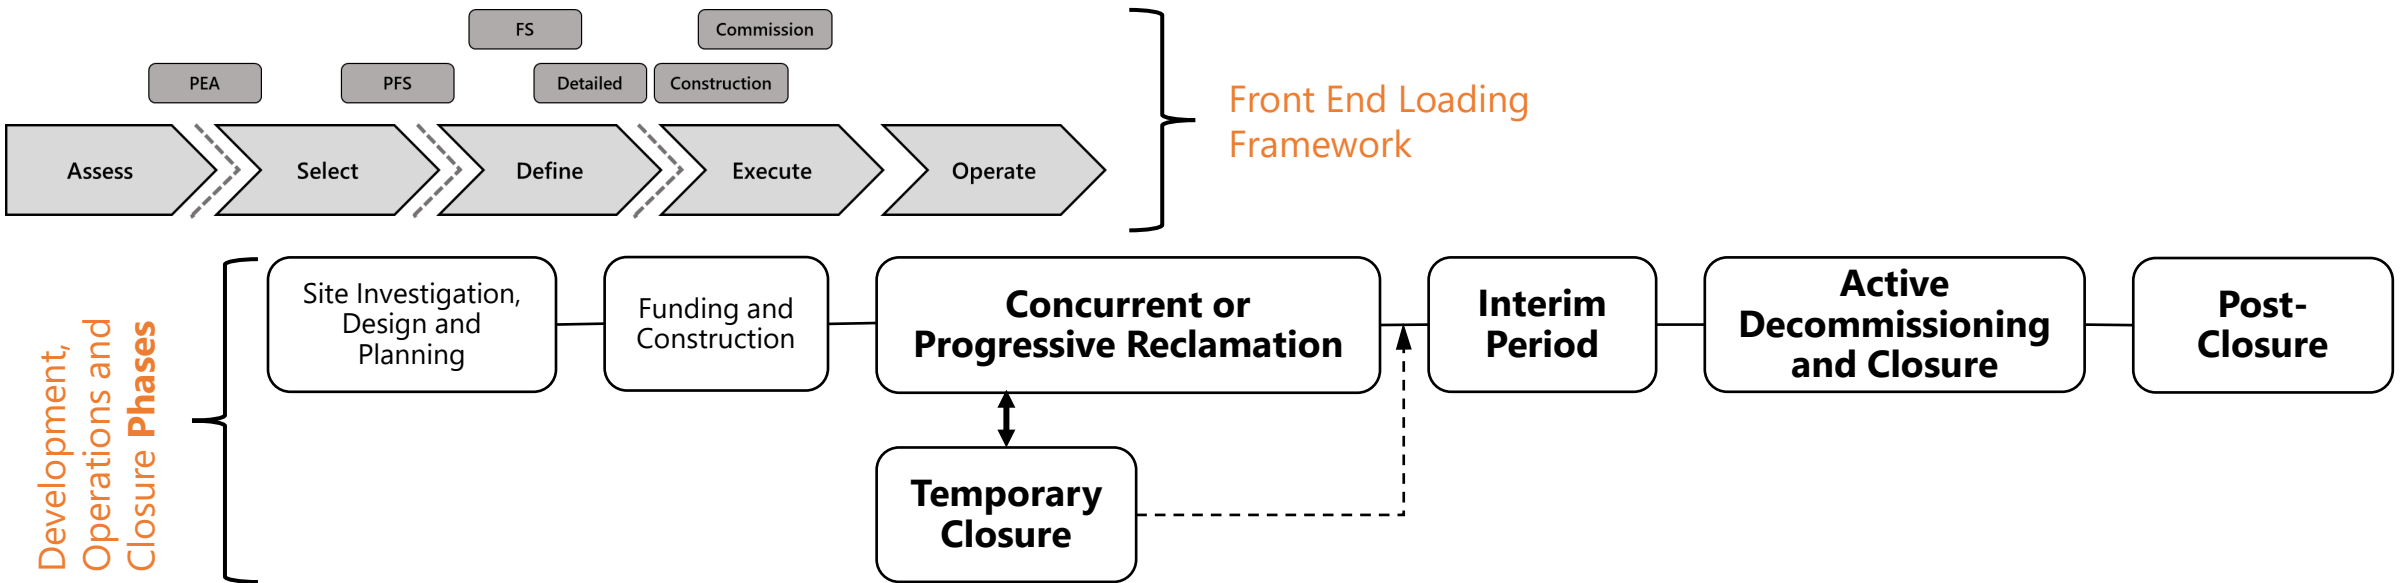 FS
Commission
PEA
PFS
Detailed
Construction
Assess
Select
Define
Execute
Operate
Front End Loading
Framework
Development,
Operations and
Closure Phases
Site Investigation,
Design and
Planning
Funding and
Construction
Concurrent or
Progressive Reclamation
Interim
Period
Active
Decommissioning
and Closure
Post-
Closure
Temporary
Closure